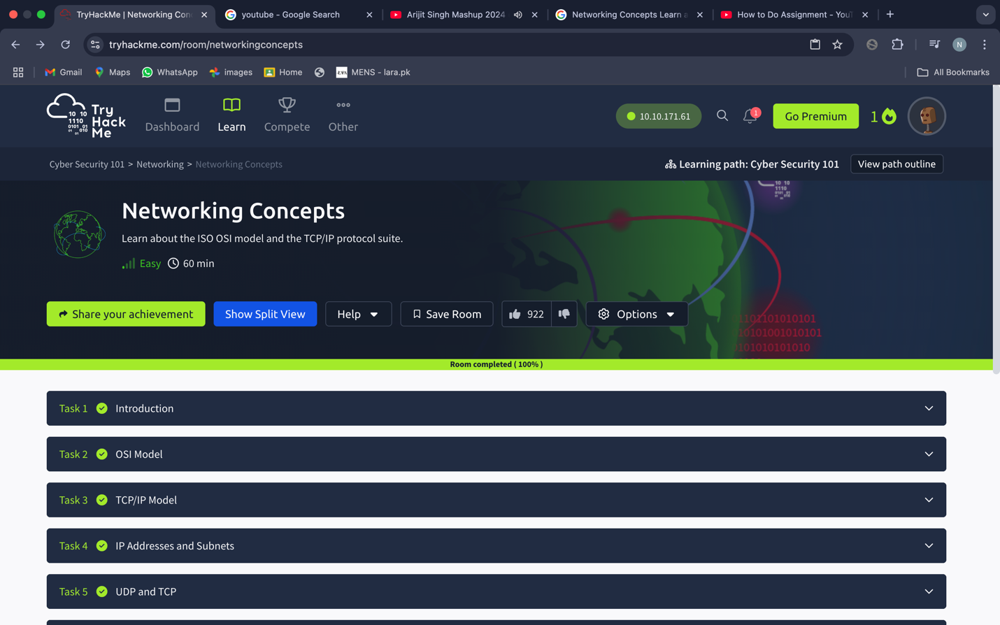 TryHackMe | Networking Con
youtube - Google Search
Arijit Singh Mashup 2024
Networking Concepts Learn a
How to Do Assignment - YouT
tryhackme.com/room/networkingconcepts
N
Gmail
Maps
WhatsApp
images
Home
MENS - lara.pk
All Bookmarks
Try
Hack
Me
Dashboard
Learn
Compete
Other
10.10.171.61
1
Go Premium
1
Cyber Security 101 > Networking > Networking Concepts
Learning path: Cyber Security 101
View path outline
Networking Concepts
Learn about the ISO OSI model and the TCP/IP protocol suite.
Easy
60 min
Share your achievement
Show Split View
Help
Save Room
922
Options
1101101010101
10101001010101
101010101010
Room completed ( 100% )
Task 1 Introduction
Task 2 OSI Model
Task 3 TCP/IP Model
Task 4 IP Addresses and Subnets
Task 5 UDP and TCP